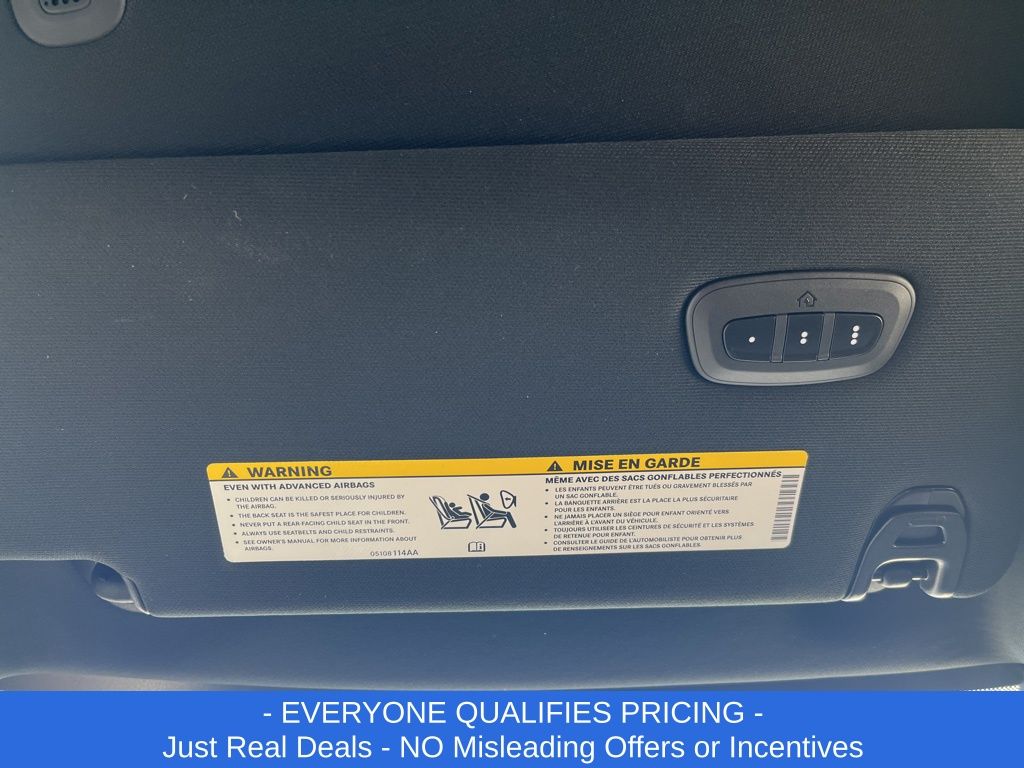 WARNING
EVEN WITH ADVANCED AIRBAGS
• CHILDREN CAN BE KILLED OR SERIOUSLY INJURED BY
THE AIRBAG.
• THE BACK SEAT IS THE SAFEST PLACE FOR CHILDREN.
• NEVER PUT A REAR-FACING CHILD SEAT IN THE FRONT.
• ALWAYS USE SEATBELTS AND CHILD RESTRAINTS.
• SEE OWNER'S MANUAL FOR MORE INFORMATION ABOUT
AIRBAGS.
05108114AA
MISE EN GARDE
MÊME AVEC DES SACS GONFLABLES PERFECTIONNÉS
• LES ENFANTS PEUVENT ÊTRE TUÉS OU GRAVEMENT BLESSÉS PAR
UN SAC GONFLABLE.
• LA BANQUETTE ARRIÈRE EST LA PLACE LA PLUS SÉCURITAIRE
POUR LES ENFANTS.
• NE JAMAIS PLACER UN SIÈGE POUR ENFANT ORIENTÉ VERS
L'ARRIÈRE À L'AVANT DU VÉHICULE.
• TOUJOURS UTILISER LES CEINTURES DE SÉCURITÉ ET LES SYSTÈMES
DE RETENUE POUR ENFANT.
• CONSULTER LE GUIDE DE L'AUTOMOBILISTE POUR OBTENIR PLUS
DE RENSEIGNEMENTS SUR LES SACS GONFLABLES.
- EVERYONE QUALIFIES PRICING -
Just Real Deals - NO Misleading Offers or Incentives